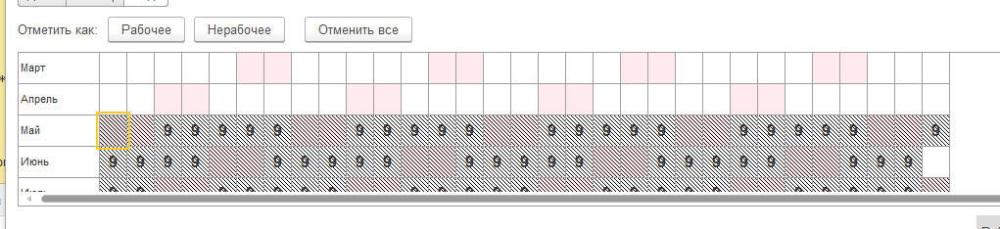 Отметить как: Рабочее Нерабочее Отменить все
Март
Апрель
Май 9 9 9 9 9 9 9 9 9 9 9 9 9 9 9 9 9 9 9 9 9
Июнь 9 9 9 9 9 9 9 9 9 9 9 9 9 9 9 9 9 9 9 9 9 9